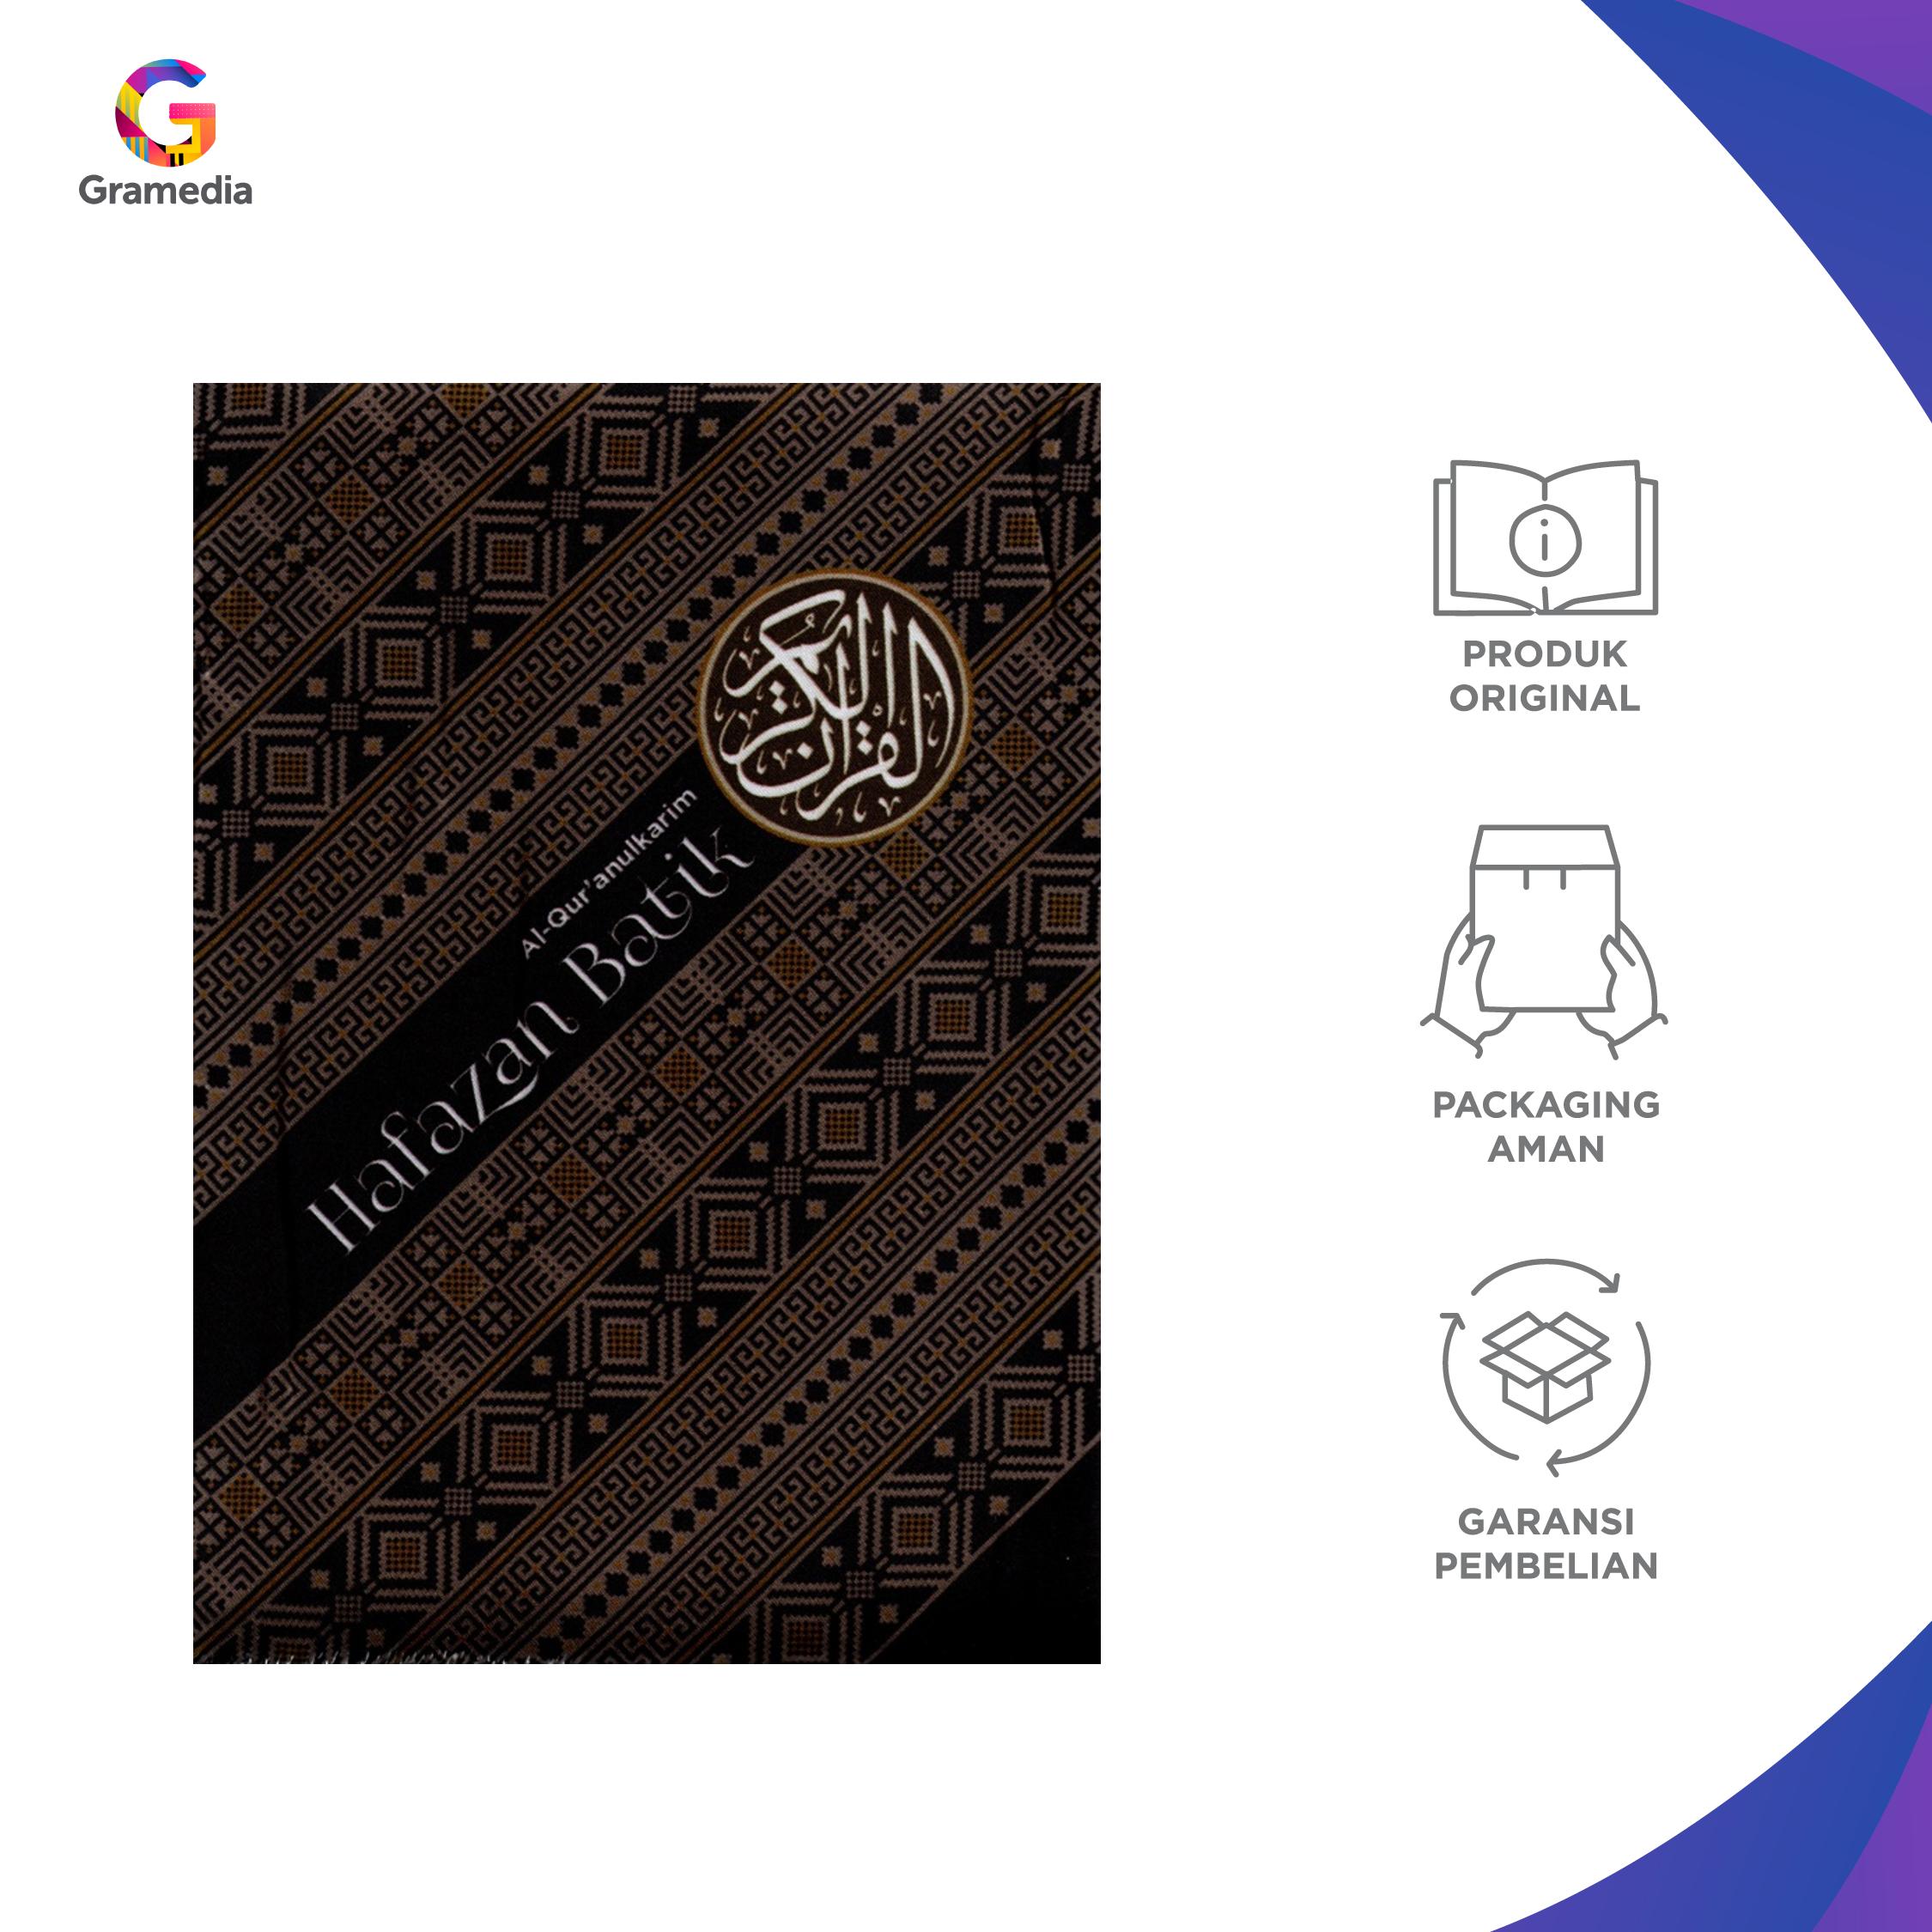 Gramedia
القرآن الكريم
Al-Qur'anulkarim
Hafazan Batik
PRODUK
ORIGINAL
PACKAGING
AMAN
GARANSI
PEMBELIAN